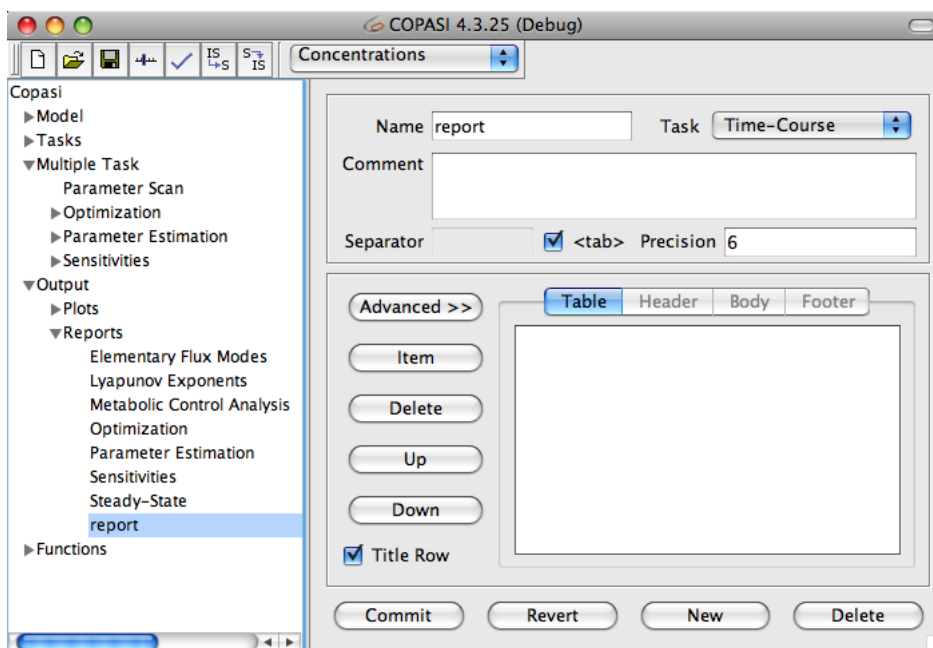 COPASI 4.3.25 (Debug)
IS S S IS
Concentrations
Copasi
Model
Tasks
Multiple Task
Parameter Scan
Optimization
Parameter Estimation
Sensitivities
Output
Plots
Reports
Elementary Flux Modes
Lyapunov Exponents
Metabolic Control Analysis
Optimization
Parameter Estimation
Sensitivities
Steady-State
report
Functions
Name report Task Time-Course
Comment
Separator <tab> Precision 6
Advanced >> Table Header Body Footer
Item
Delete
Up
Down
Title Row
Commit Revert New Delete